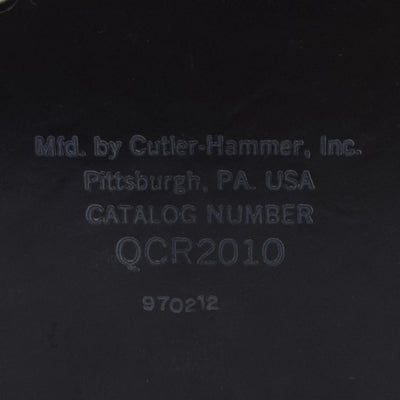 Mfd. by Cutler-Hammer, Inc.
Pittsburgh, PA. USA
CATALOG NUMBER
QCR2010
970212